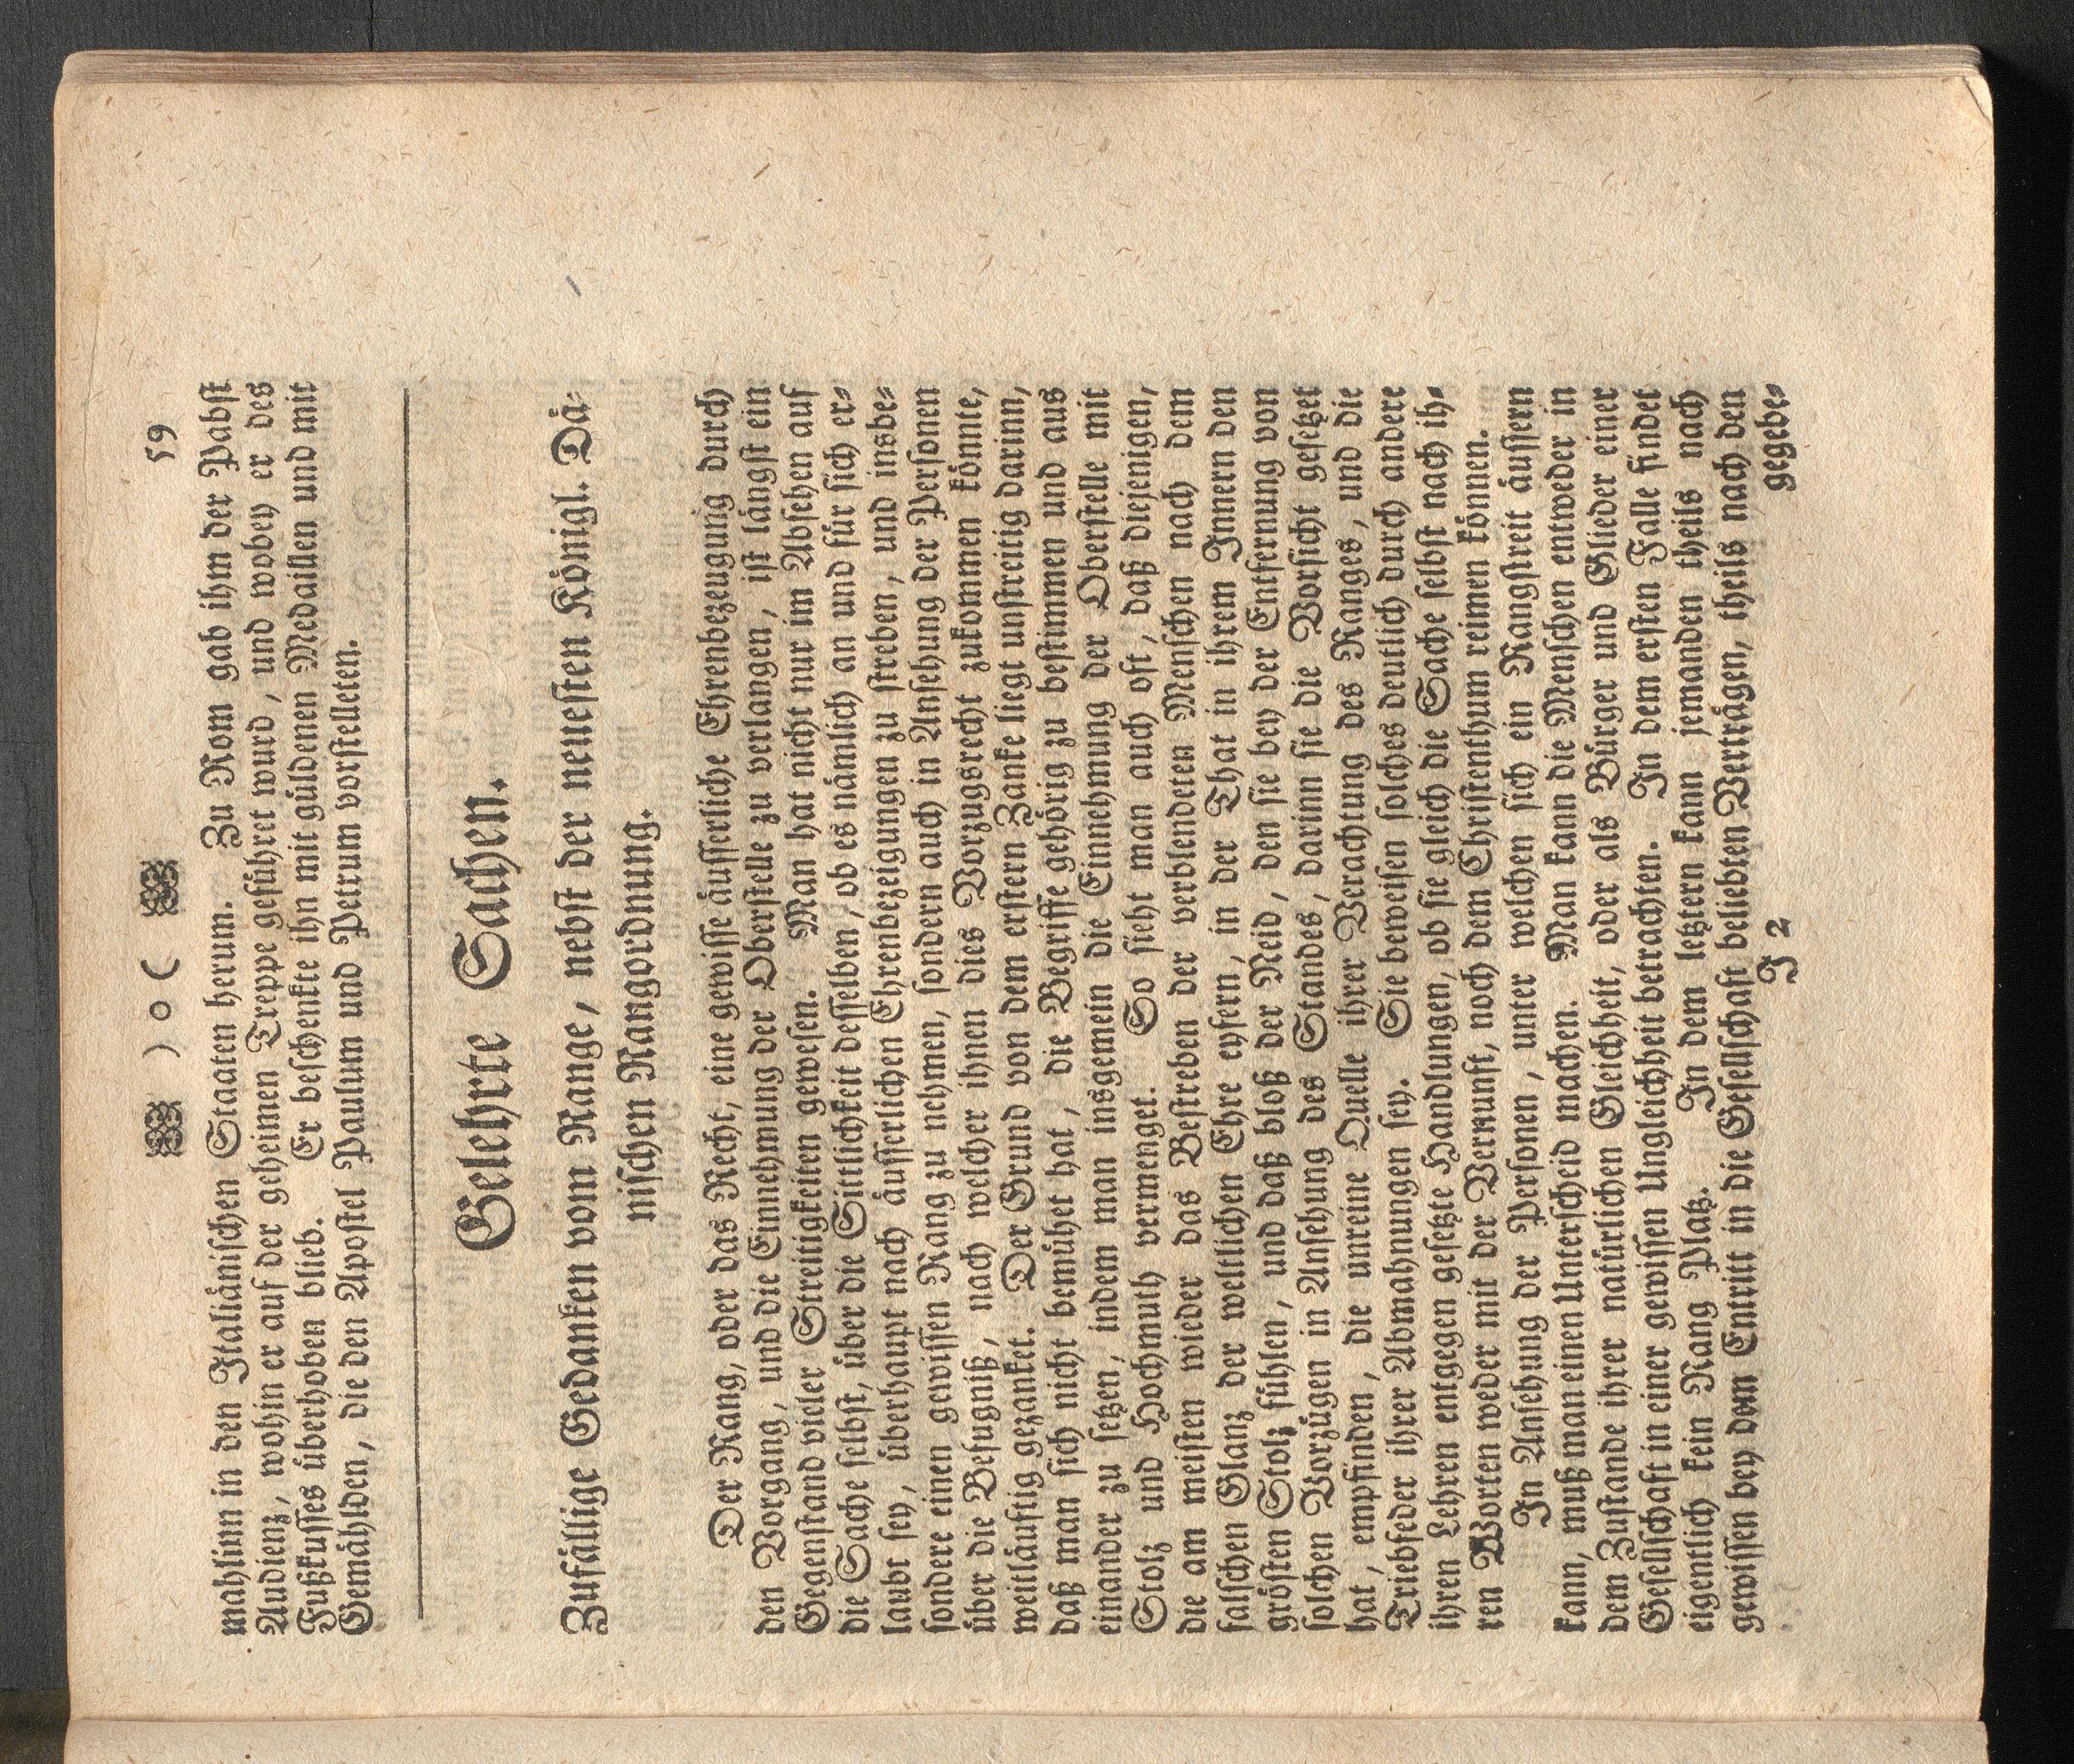 ) o (
59
mahlinn in den Italiänischen Staaten herum. Zu Rom gab ihm der Pabst
Audienz, wohin er auf der geheimen Treppe geführet wurd, und wobey er des
Fußkusses überhoben blieb. Er beschenkte ihn mit güldenen Medaillen und mit
Gemählden, die den Apostel Paulum und Petrum vorstelleten.
Gelehrte Sachen.
Zufällige Gedanken vom Range, nebst der neuesten Königl. Dä-
nischen Rangordnung.
Der Rang, oder das Recht, eine gewisse äusserliche Ehrenbezeugung durch
den Vorgang, und die Einnehmung der Oberstelle zu verlangen, ist längst ein
Gegenstand vieler Streitigkeiten gewesen. Man hat nicht nur im Absehen auf
die Sache selbst, über die Sittlichkeit desselben, ob es nämlich an und für sich er-
laubt sey, überhaupt nach äusserlichen Ehrenbezeigungen zu streben, und insbe-
sondere einen gewissen Rang zu nehmen, sondern auch in Ansehung der Personen
über die Befugniß, nach welcher ihnen dies Vorzugsrecht zukommen könnte,
weitläuftig gezanket. Der Grund von dem erstern Zanke liegt unstreitig darinn,
daß man sich nicht bemühet hat, die Begriffe gehörig zu bestimmen und aus
einander zu setzen, indem man insgemein die Einnehmung der Oberstelle mit
Stolz und Hochmuth vermenget. So sieht man auch oft, daß diejenigen,
die am meisten wieder das Bestreben der verblendeten Menschen nach dem
falschen Glanz der weltlichen Ehre eyfern, in der That in ihrem Innern den
grösten Stolz fühlen, und daß bloß der Neid, den sie bey der Entfernung von
solchen Vorzügen in Ansehung des Standes, darinn sie die Vorsicht gesetzet
hat, empfinden, die unreine Quelle ihrer Verachtung des Ranges, und die
Triebfeder ihrer Abmahnungen sey. Sie beweisen solches deutlich durch andere
ihren Lehren entgegen gesetzte Handlungen, ob sie gleich die Sache selbst nach ih-
ren Worten weder mit der Vernunft, noch dem Christenthum reimen können.
In Ansehung der Personen, unter welchen sich ein Rangstreit äussern
kann, muß man einen Unterscheid machen. Man kann die Menschen entweder in
dem Zustande ihrer natürlichen Gleichheit, oder als Bürger und Glieder einer
Gesellschaft in einer gewissen Ungleichheit betrachten. In dem ersten Falle findet
eigentlich kein Rang Platz. In dem letztern kann jemanden theils nach
gewissen bey dem Entritt in die Gesellschaft beliebten Verträgen, theils nach den
J 2
gegebe-